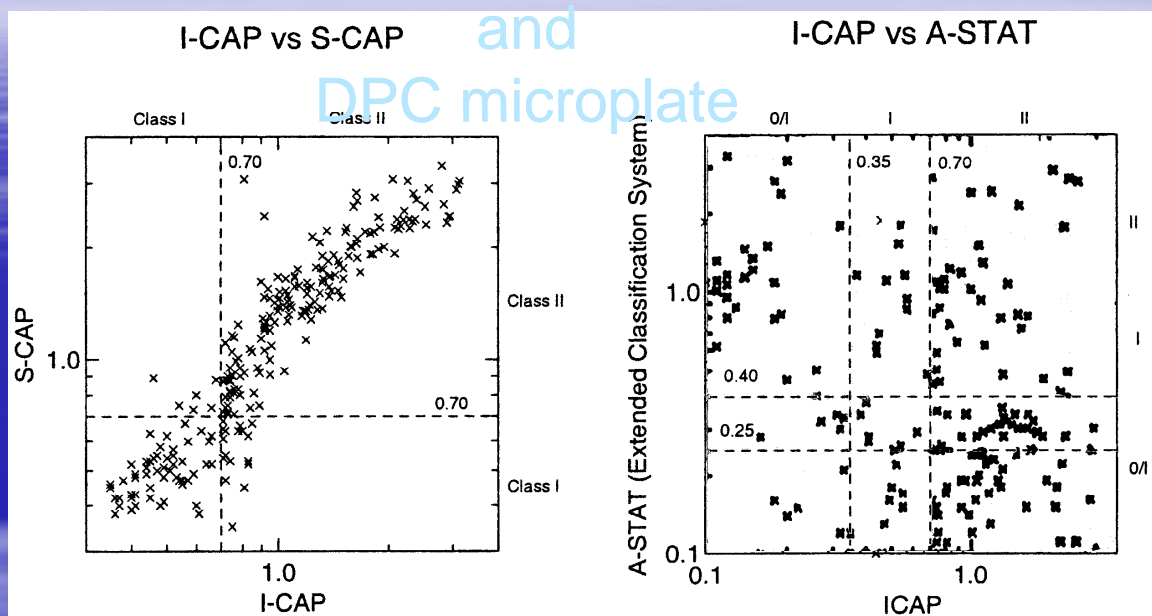 and
DPC microplate
I-CAP vs S-CAP
Class I
Class II
0.70
S-CAP
1.0
0.70
Class II
Class I
1.0
I-CAP
I-CAP vs A-STAT
0/I
I
II
0.35
0.70
A-STAT (Extended Classification System)
1.0
0.40
0.25
0.1
II
I
0/I
0.1
1.0
ICAP